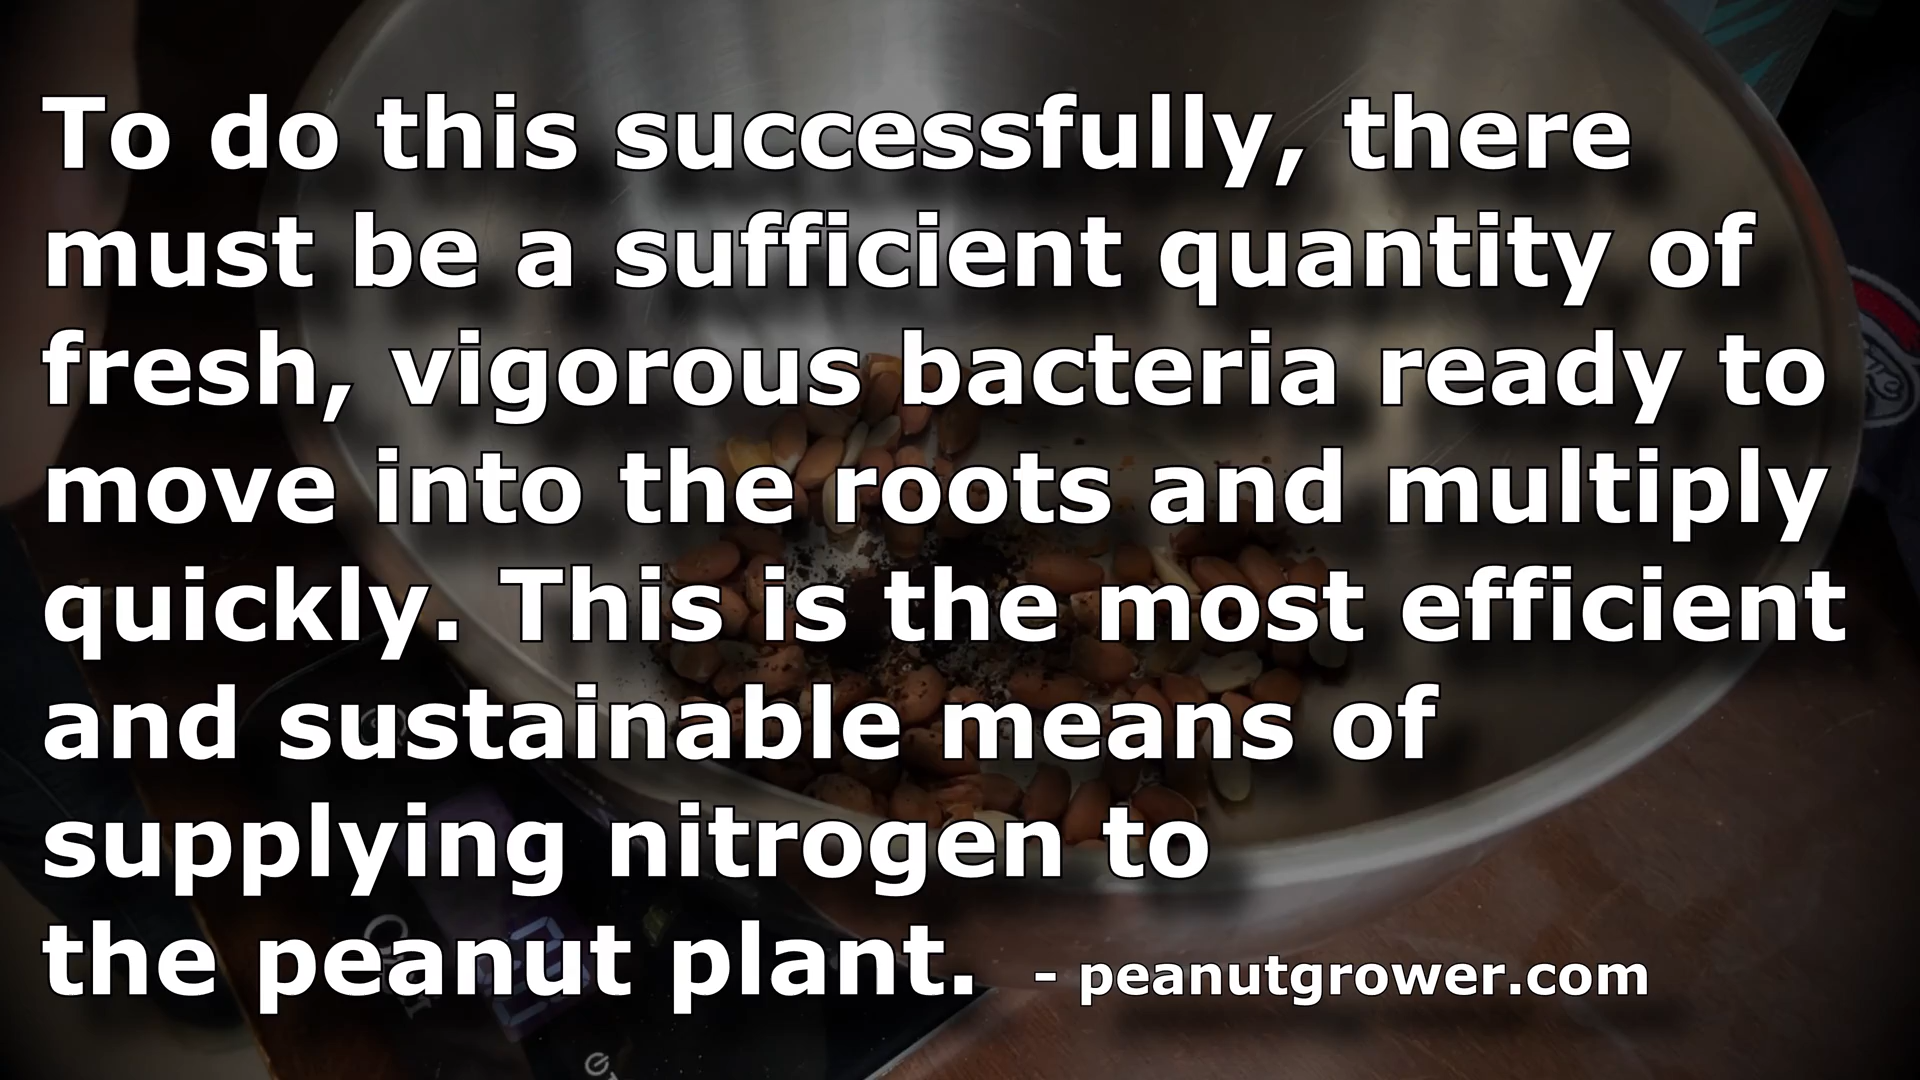 To do this successfully, there
must be a sufficient quantity of
fresh, vigorous bacteria ready to
move into the roots and multiply
quickly. This is the most efficient
and sustainable means of
supplying nitrogen to
the peanut plant. - peanutgrower.com